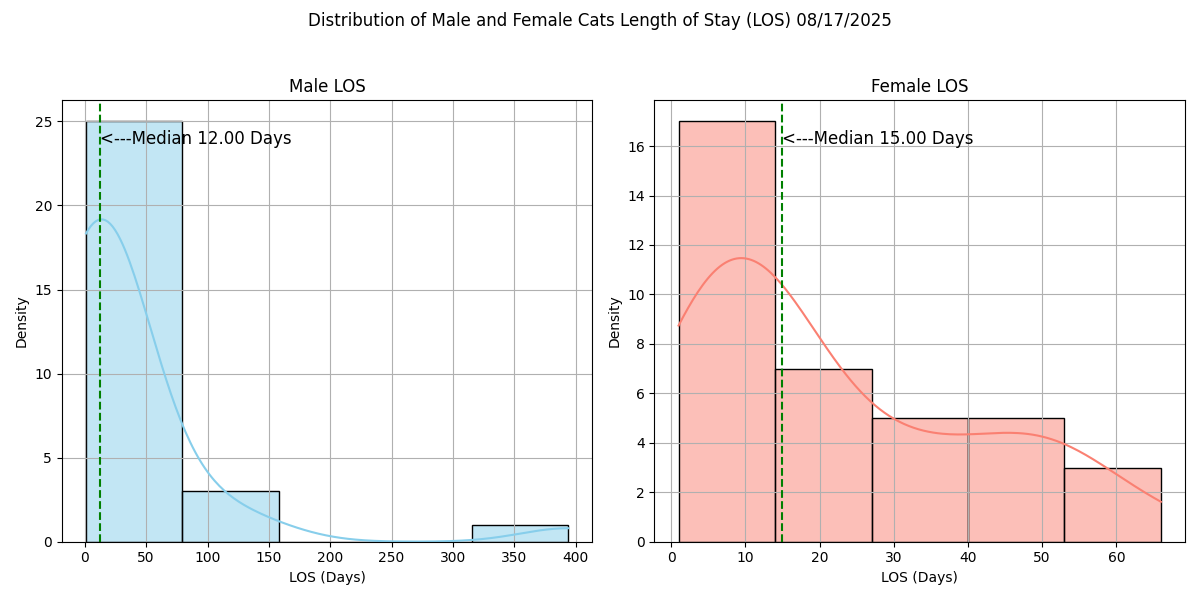 Distribution of Male and Female Cats Length of Stay (LOS) 08/17/2025
Male LOS
25
20
15
10
5
0
Density
<---Median 12.00 Days
0 50 100 150 200 250 300 350 400
LOS (Days)
Female LOS
16
14
12
10
8
6
4
2
0
Density
<---Median 15.00 Days
0 10 20 30 40 50 60
LOS (Days)